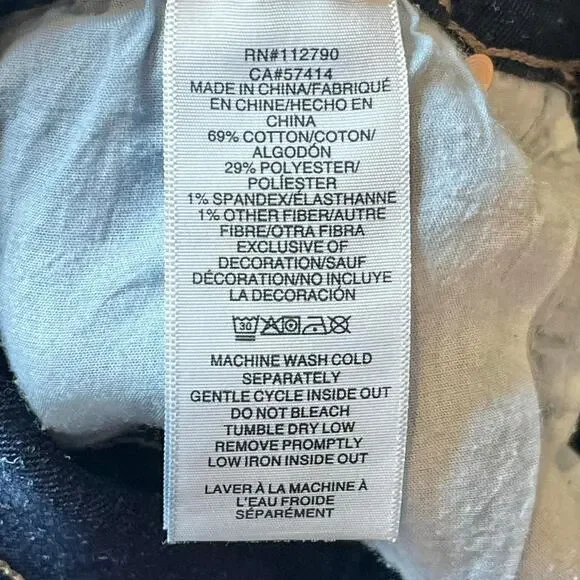 RN#112790
CA#57414
MADE IN CHINA/FABRIQUÉ
EN CHINE/HECHO EN
CHINA
69% COTTON/COTON/
ALGODÓN
29% POLYESTER/
POLÍESTER
1% SPANDEX/ÉLASTHANNE
1% OTHER FIBER/AUTRE
FIBRE/OTRA FIBRA
EXCLUSIVE OF
DECORATION/SAUF
DÉCORATION/NO INCLUYE
LA DECORACIÓN
30
MACHINE WASH COLD
SEPARATELY
GENTLE CYCLE INSIDE OUT
DO NOT BLEACH
TUMBLE DRY LOW
REMOVE PROMPTLY
LOW IRON INSIDE OUT
LAVER À LA MACHINE À
L'EAU FROIDE
SÉPARÉMENT